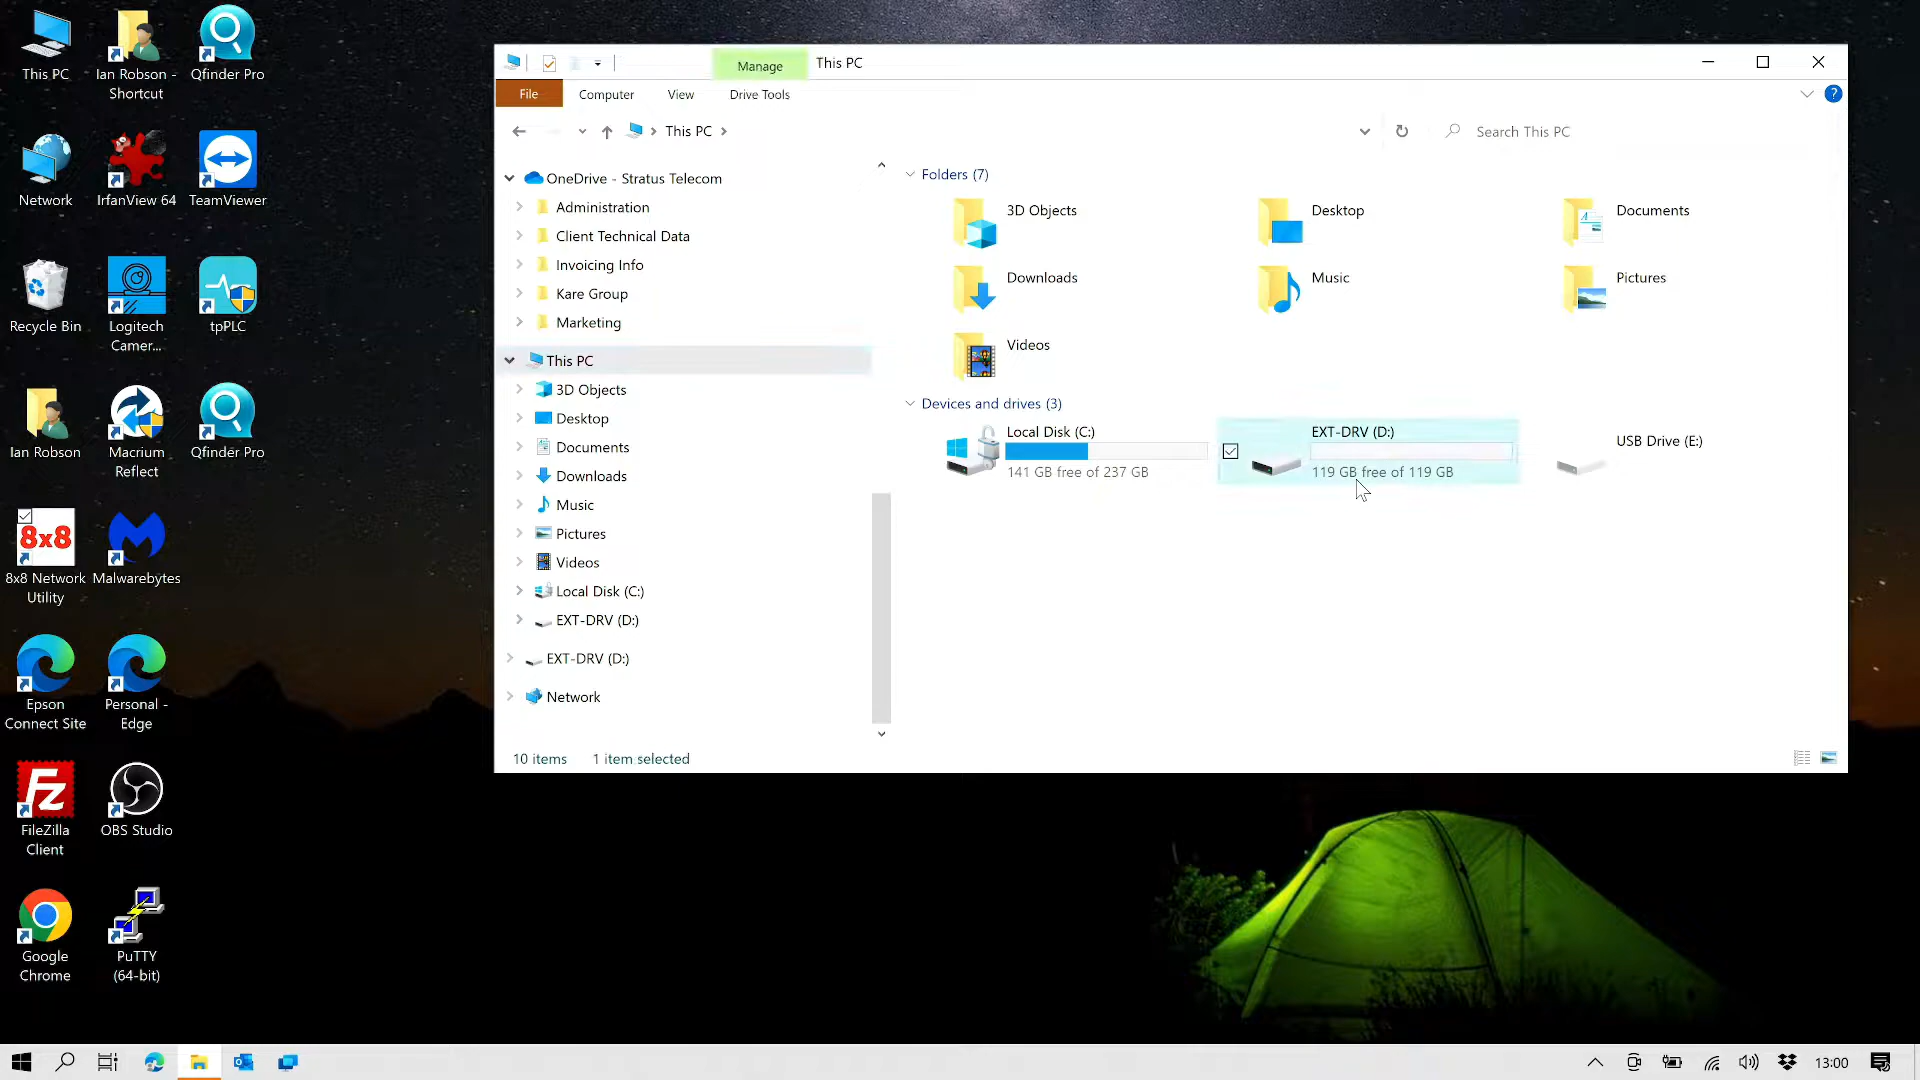 This PC
Ian Robson -
Shortcut
Qfinder Pro
Network
IrfanView 64
TeamViewer
Recycle Bin
Logitech
Camer...
tpPLC
Ian Robson
Macrium
Reflect
Qfinder Pro
8x8
8x8 Network
Utility
Malwarebytes
Epson
Connect Site
Personal -
Edge
Fz
FileZilla
Client
OBS Studio
Google
Chrome
PuTTY
(64-bit)
Manage
This PC
File
Computer
View
Drive Tools
?
This PC
Search This PC
OneDrive - Stratus Telecom
Administration
Client Technical Data
Invoicing Info
Kare Group
Marketing
This PC
3D Objects
Desktop
Documents
Downloads
Music
Pictures
Videos
Local Disk (C:)
EXT-DRV (D:)
EXT-DRV (D:)
Network
Folders (7)
3D Objects
Desktop
Documents
Downloads
Music
Pictures
Videos
Devices and drives (3)
Local Disk (C:)
141 GB free of 237 GB
EXT-DRV (D:)
119 GB free of 119 GB
USB Drive (E:)
10 items
1 item selected
13:00